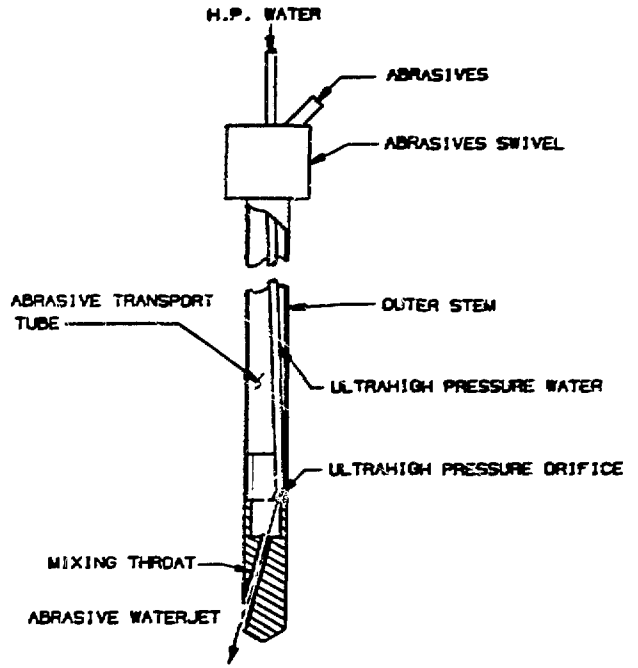 H.P. WATER
ABRASIVES
ABRASIVES SWIVEL
ABRASIVE TRANSPORT
TUBE
OUTER STEM
ULTRAHIGH PRESSURE WATER
ULTRAHIGH PRESSURE ORIFICE
MIXING THROAT
ABRASIVE WATERJET